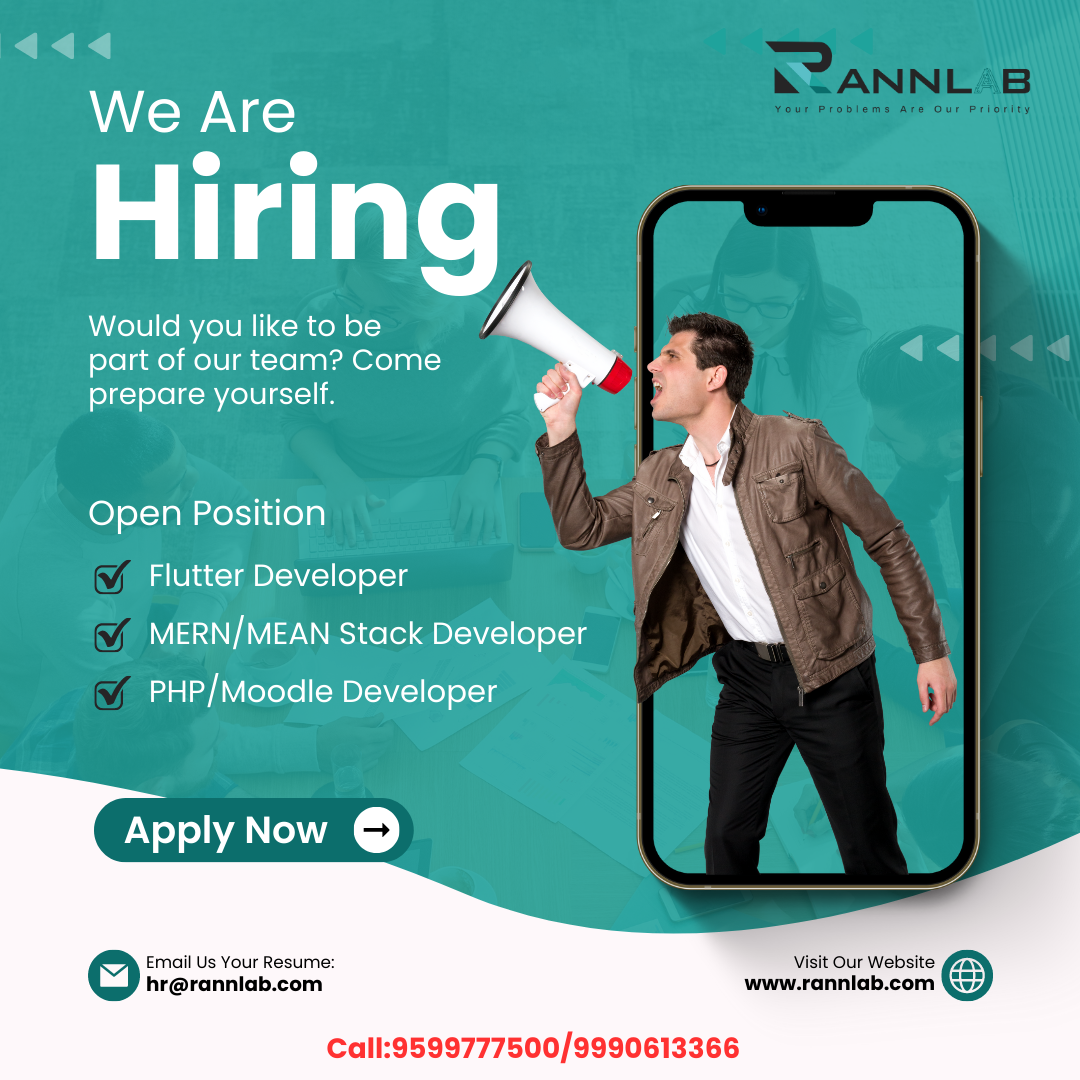 RANNLAB
Your Problems Are Our Priority
We Are
Hiring
Would you like to be
part of our team? Come
prepare yourself.
Open Position
Flutter Developer
MERN/MEAN Stack Developer
PHP/Moodle Developer
Apply Now
Email Us Your Resume:
hr@rannlab.com
Visit Our Website
www.rannlab.com
Call:9599777500/9990613366